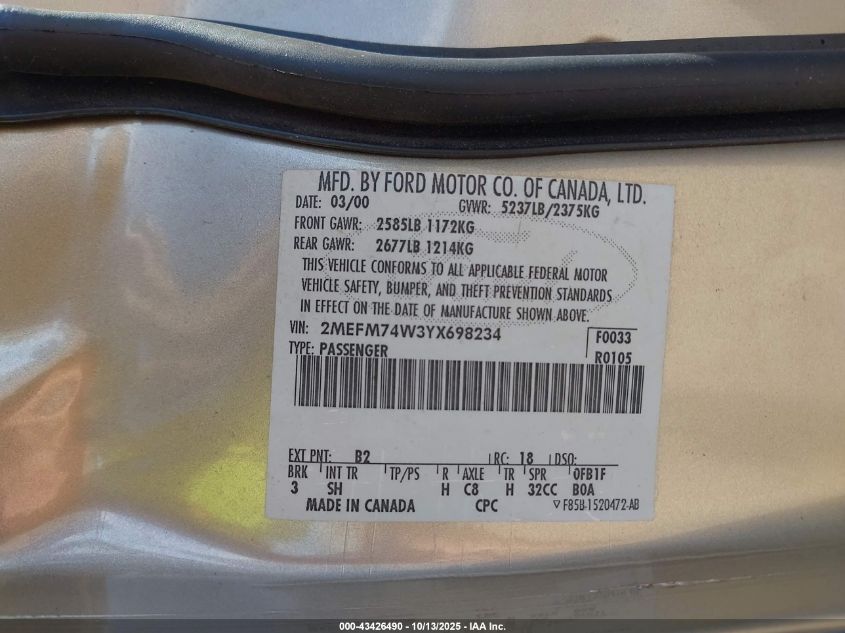 MFD. BY FORD MOTOR CO. OF CANADA, LTD.
DATE: 03/00 GVWR: 5237LB/2375KG
FRONT GAWR: 2585LB 1172KG
REAR GAWR: 2677LB 1214KG
THIS VEHICLE CONFORMS TO ALL APPLICABLE FEDERAL MOTOR
VEHICLE SAFETY, BUMPER, AND THEFT PREVENTION STANDARDS
IN EFFECT ON THE DATE OF MANUFACTURE SHOWN ABOVE.
VIN: 2MEFM74W3YX698234 F0033
TYPE: PASSENGER R0105
EXT PNT: B2 RC: 18 DSO:
BRK INT TR TP/PS R AXLE TR SPR 0FB1F
3 SH H C8 H 32CC B0A
MADE IN CANADA CPC ▽ F85B-1520472-AB
000-43426490 - 10/13/2025 - IAA Inc.